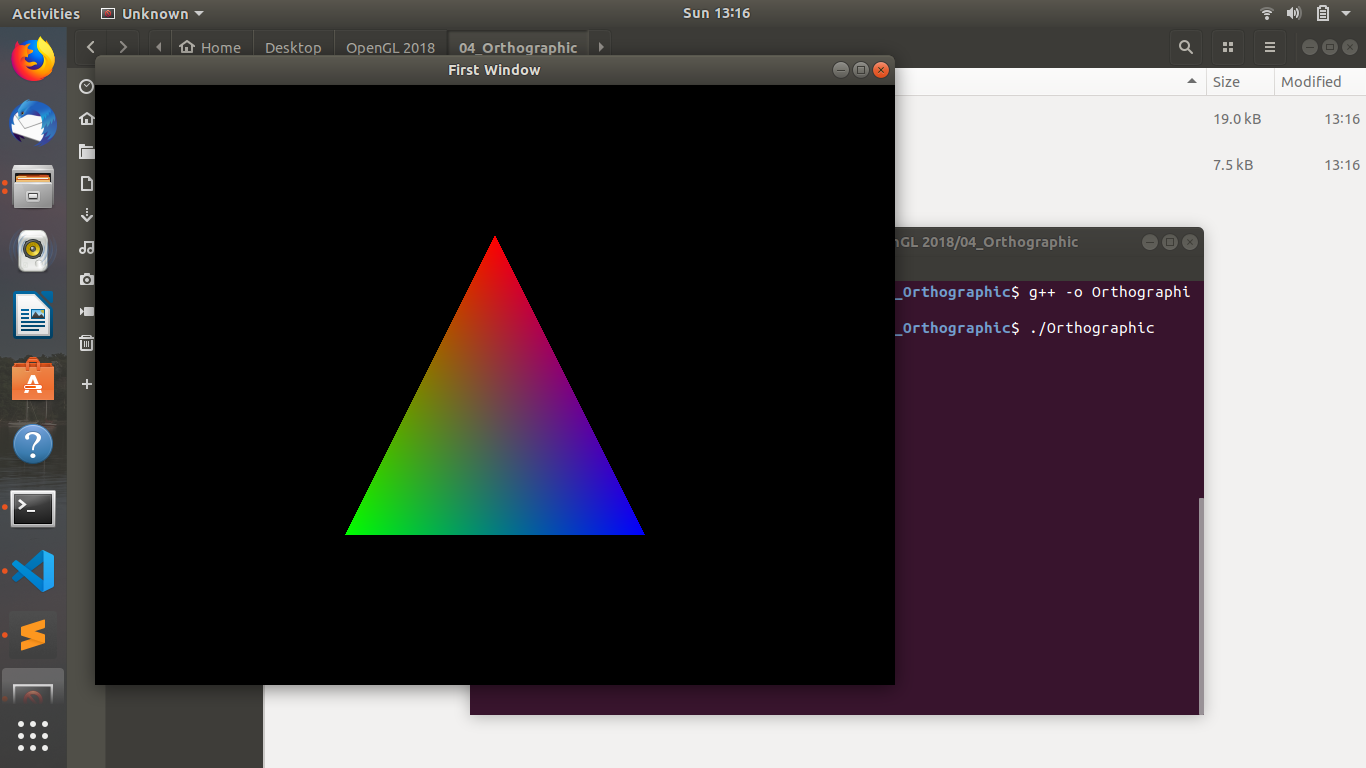 Activities Unknown Sun 13:16
Home Desktop OpenGL 2018 04_Orthographic
First Window
Size Modified
19.0 kB 13:16
7.5 kB 13:16
GL 2018/04_Orthographic
_Orthographic$ g++ -o Orthographi
_Orthographic$ ./Orthographic